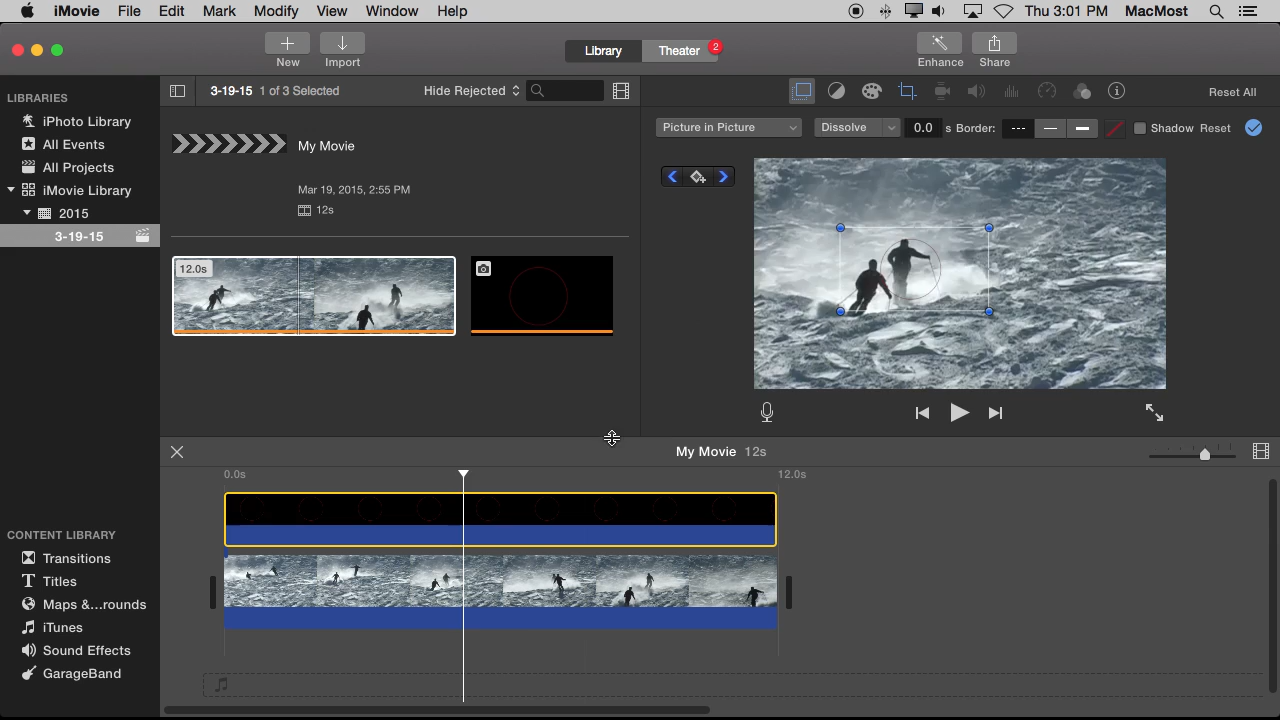 iMovie File Edit Mark Modify View Window Help Thu 3:01 PM MacMost
New Import Library Theater 2 Enhance Share
LIBRARIES
iPhoto Library
All Events
All Projects
iMovie Library
2015
3-19-15
CONTENT LIBRARY
Transitions
Titles
Maps &...rounds
iTunes
Sound Effects
GarageBand
3-19-15 1 of 3 Selected Hide Rejected
My Movie
Mar 19, 2015, 2:55 PM
12s
12.0s
Reset All
Picture in Picture Dissolve 0.0 s Border: Shadow Reset
My Movie 12s
0.0s 12.0s